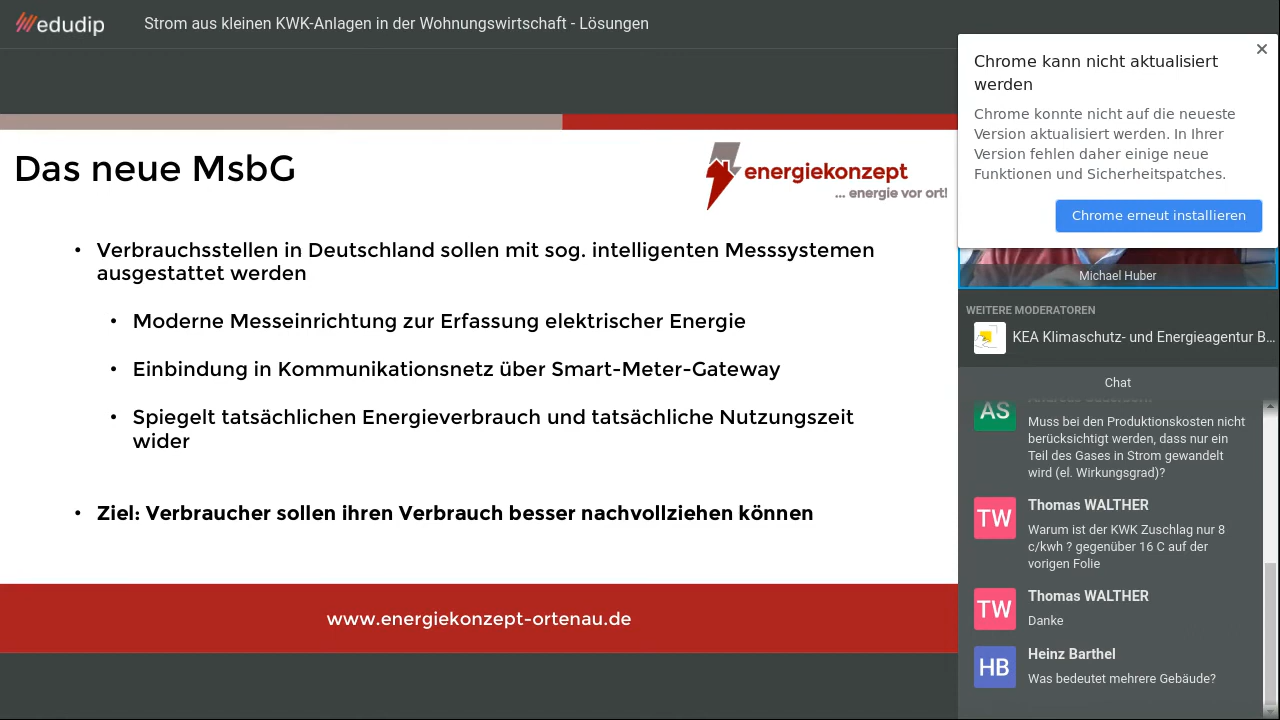 edudip
Strom aus kleinen KWK-Anlagen in der Wohnungswirtschaft - Lösungen
Das neue MsbG
energiekonzept
... energie vor ort!
• Verbrauchsstellen in Deutschland sollen mit sog. intelligenten Messsystemen
ausgestattet werden
• Moderne Messeinrichtung zur Erfassung elektrischer Energie
• Einbindung in Kommunikationsnetz über Smart-Meter-Gateway
• Spiegelt tatsächlichen Energieverbrauch und tatsächliche Nutzungszeit
wider
• Ziel: Verbraucher sollen ihren Verbrauch besser nachvollziehen können
www.energiekonzept-ortenau.de
Chrome kann nicht aktualisiert
werden
Chrome konnte nicht auf die neueste
Version aktualisiert werden. In Ihrer
Version fehlen daher einige neue
Funktionen und Sicherheitspatches.
Chrome erneut installieren
Michael Huber
WEITERE MODERATOREN
KEA Klimaschutz- und Energieagentur B...
Chat
AS
Muss bei den Produktionskosten nicht
berücksichtigt werden, dass nur ein
Teil des Gases in Strom gewandelt
wird (el. Wirkungsgrad)?
TW
Thomas WALTHER
Warum ist der KWK Zuschlag nur 8
c/kwh ? gegenüber 16 C auf der
vorigen Folie
TW
Thomas WALTHER
Danke
HB
Heinz Barthel
Was bedeutet mehrere Gebäude?